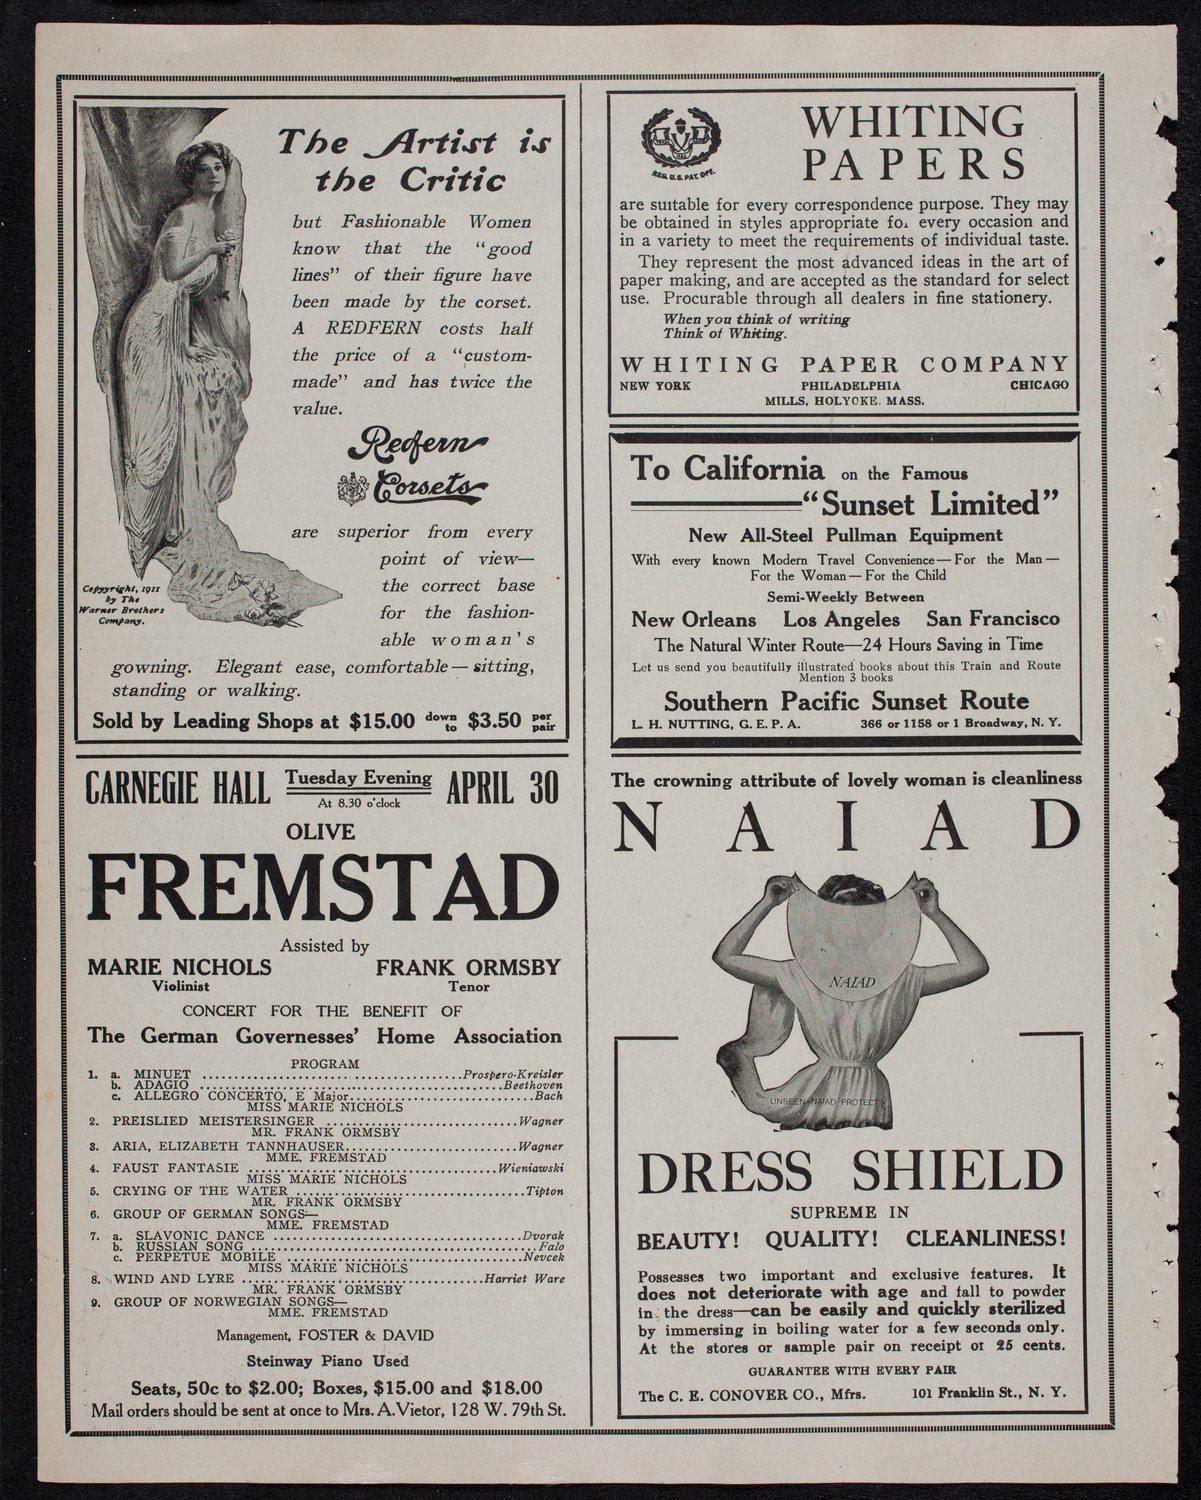 The Artist is
the Critic
but Fashionable Women
know that the "good
lines" of their figure have
been made by the corset.
A REDFERN costs half
the price of a "custom-
made" and has twice the
value.
Redfern
Corsets
are superior from every
point of view—
the correct base
for the fashion-
able woman's
gowning. Elegant ease, comfortable—sitting,
standing or walking.
Copyright, 1911
by The
Warner Brothers
Company.
Sold by Leading Shops at $15.00 down to $3.50 per pair
CARNEGIE HALL Tuesday Evening At 8.30 o'clock APRIL 30
OLIVE
FREMSTAD
Assisted by
MARIE NICHOLS FRANK ORMSBY
Violinist Tenor
CONCERT FOR THE BENEFIT OF
The German Governesses' Home Association
PROGRAM
1. a. MINUET ........ Prospero-Kreisler
b. ADAGIO ........ Beethoven
c. ALLEGRO CONCERTO, E Major ........ Bach
MISS MARIE NICHOLS
2. PREISLIED MEISTERSINGER ........ Wagner
MR. FRANK ORMSBY
3. ARIA, ELIZABETH TANNHAUSER ........ Wagner
MME. FREMSTAD
4. FAUST FANTASIE ........ Wieniawski
MISS MARIE NICHOLS
5. CRYING OF THE WATER ........ Tipton
MR. FRANK ORMSBY
6. GROUP OF GERMAN SONGS—
MME. FREMSTAD
7. a. SLAVONIC DANCE ........ Dvorak
b. RUSSIAN SONG ........ Falo
c. PERPETUE MOBILE ........ Nevcek
MISS MARIE NICHOLS
8. WIND AND LYRE ........ Harriet Ware
MR. FRANK ORMSBY
9. GROUP OF NORWEGIAN SONGS—
MME. FREMSTAD
Management, FOSTER & DAVID
Steinway Piano Used
Seats, 50c to $2.00; Boxes, $15.00 and $18.00
Mail orders should be sent at once to Mrs. A. Vietor, 128 W. 79th St.
REG. U.S. PAT. OFF.
WHITING
PAPERS
are suitable for every correspondence purpose. They may
be obtained in styles appropriate for every occasion and
in a variety to meet the requirements of individual taste.
They represent the most advanced ideas in the art of
paper making, and are accepted as the standard for select
use. Procurable through all dealers in fine stationery.
When you think of writing
Think of Whiting.
WHITING PAPER COMPANY
NEW YORK PHILADELPHIA CHICAGO
MILLS, HOLYOKE, MASS.
To California on the Famous
"Sunset Limited"
New All-Steel Pullman Equipment
With every known Modern Travel Convenience—For the Man—
For the Woman—For the Child
Semi-Weekly Between
New Orleans Los Angeles San Francisco
The Natural Winter Route—24 Hours Saving in Time
Let us send you beautifully illustrated books about this Train and Route
Mention 3 books
Southern Pacific Sunset Route
L. H. NUTTING, G. E. P. A. 366 or 1158 or 1 Broadway, N. Y.
The crowning attribute of lovely woman is cleanliness
NAIAD
NAIAD
UNSEEN—NAIAD PROTECTS
DRESS SHIELD
SUPREME IN
BEAUTY! QUALITY! CLEANLINESS!
Possesses two important and exclusive features. It
does not deteriorate with age and fall to powder
in the dress—can be easily and quickly sterilized
by immersing in boiling water for a few seconds only.
At the stores or sample pair on receipt of 25 cents.
GUARANTEE WITH EVERY PAIR
The C. E. CONOVER CO., Mfrs. 101 Franklin St., N. Y.